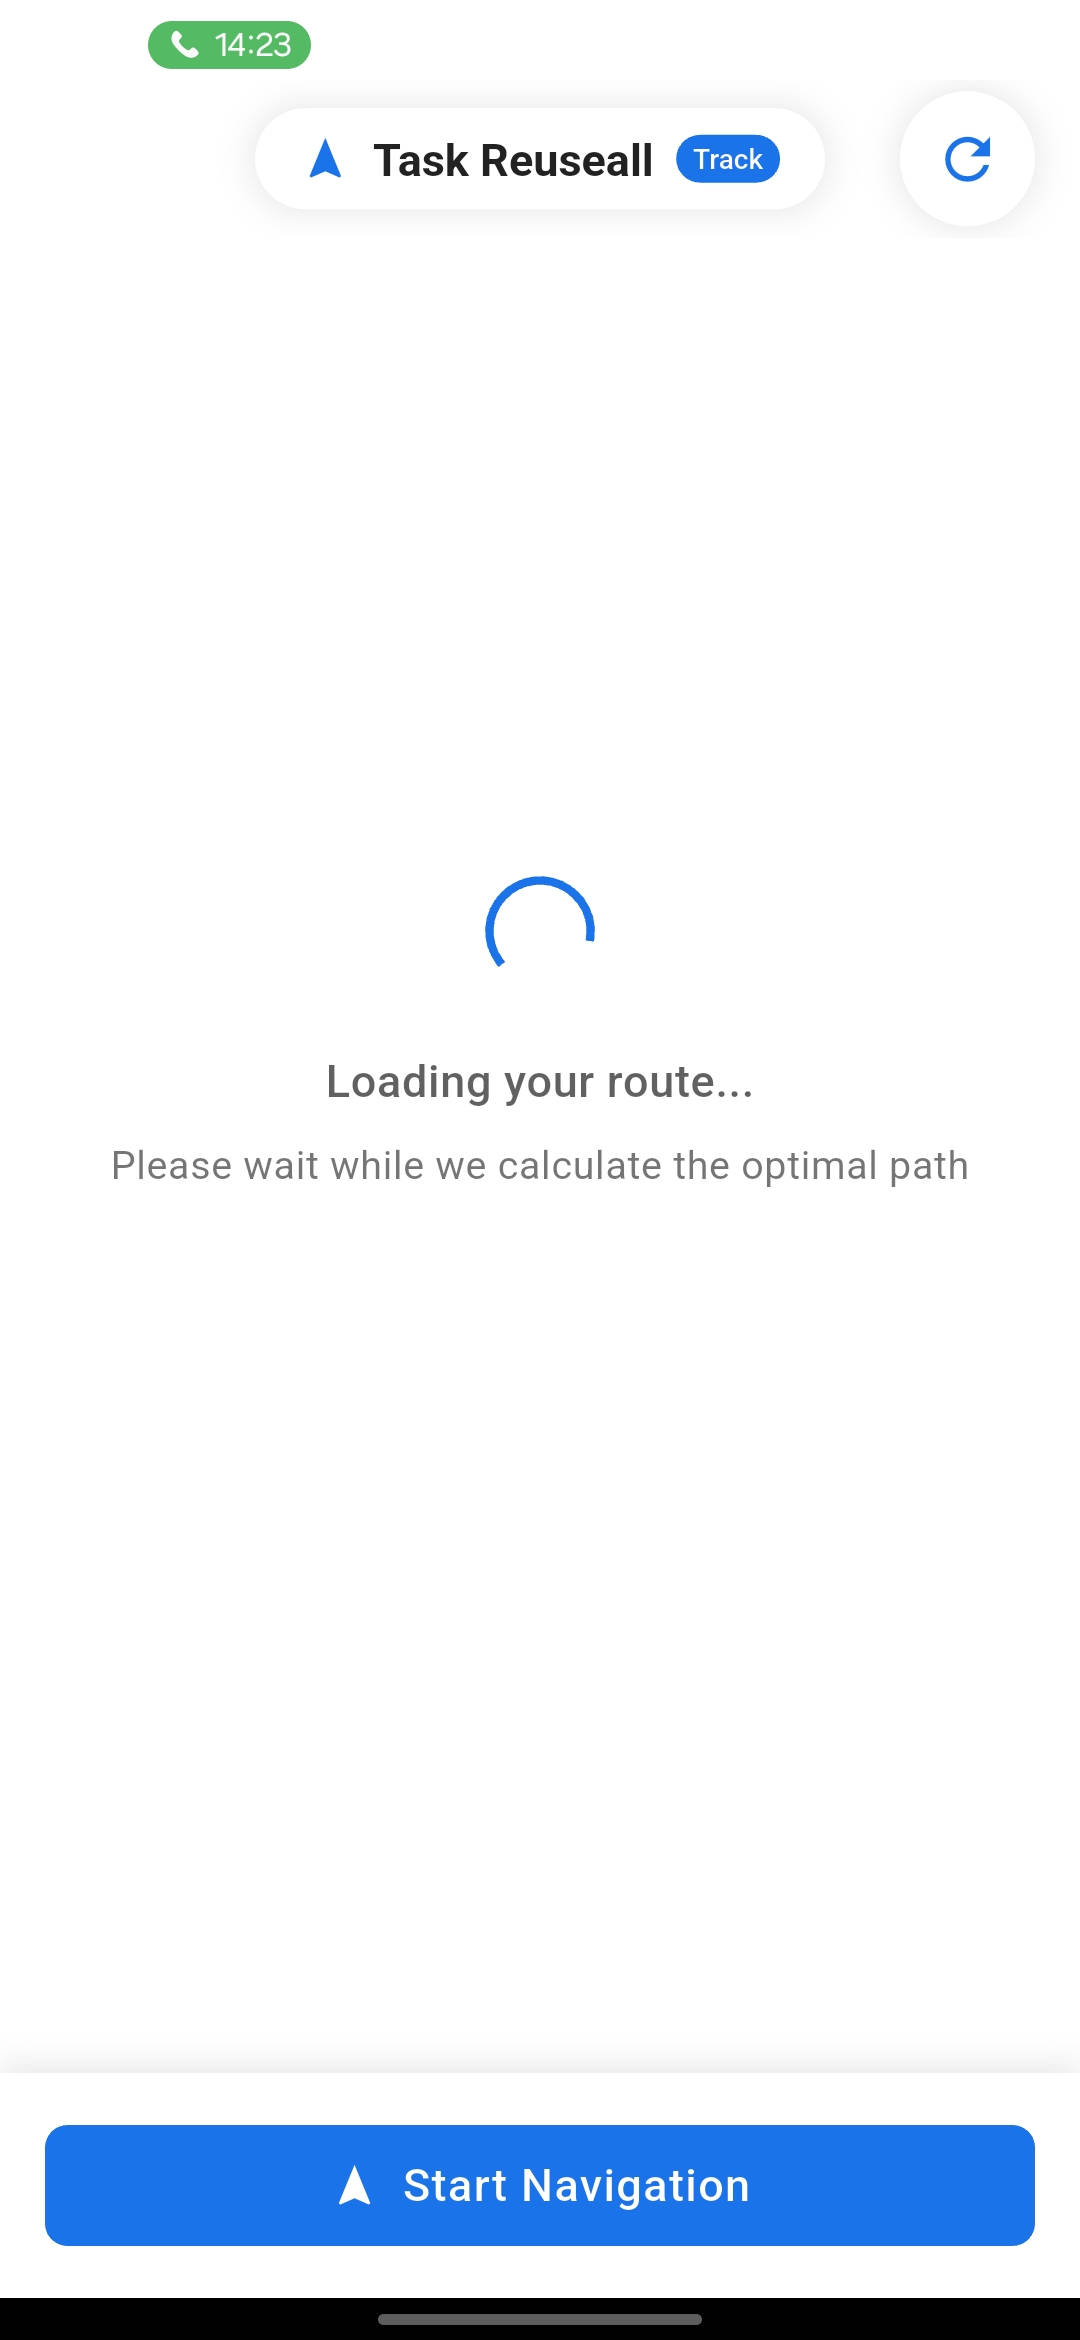 14:23
Task Reuseall Track
Loading your route...
Please wait while we calculate the optimal path
Start Navigation